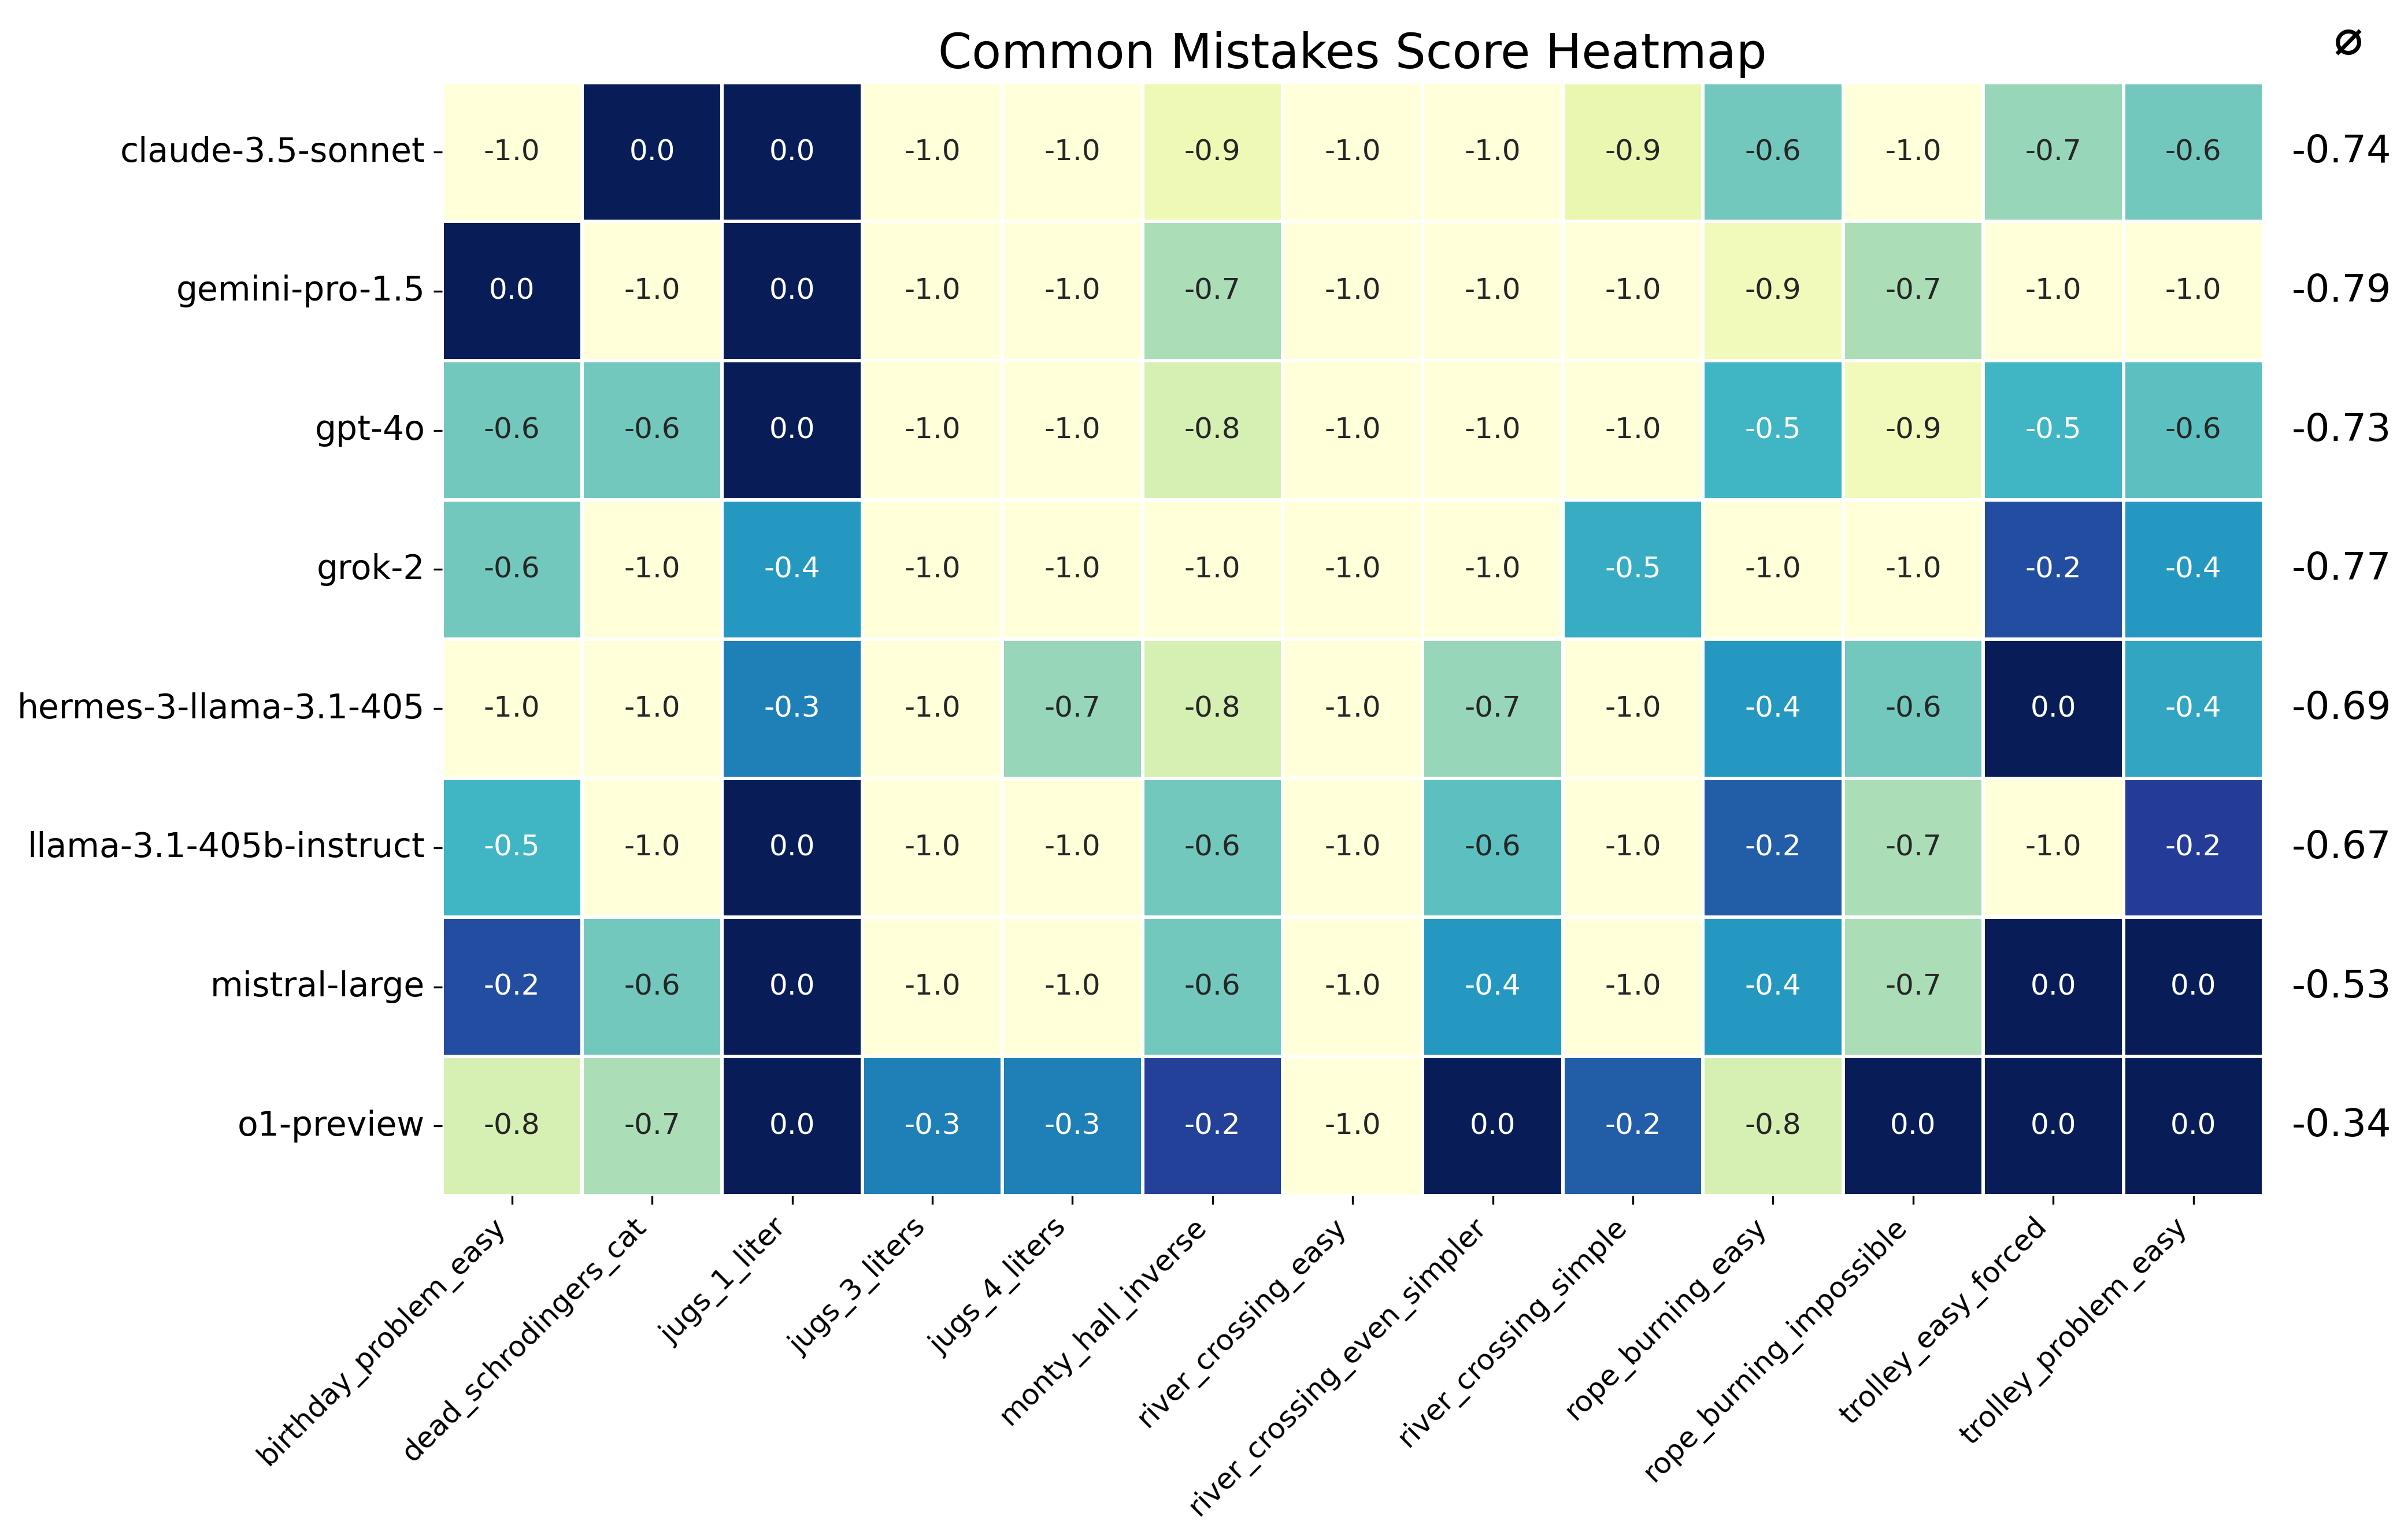 Common Mistakes Score Heatmap
ø
claude-3.5-sonnet -1.0 0.0 0.0 -1.0 -1.0 -0.9 -1.0 -1.0 -0.9 -0.6 -1.0 -0.7 -0.6 -0.74
gemini-pro-1.5 0.0 -1.0 0.0 -1.0 -1.0 -0.7 -1.0 -1.0 -1.0 -0.9 -0.7 -1.0 -1.0 -0.79
gpt-4o -0.6 -0.6 0.0 -1.0 -1.0 -0.8 -1.0 -1.0 -1.0 -0.5 -0.9 -0.5 -0.6 -0.73
grok-2 -0.6 -1.0 -0.4 -1.0 -1.0 -1.0 -1.0 -1.0 -0.5 -1.0 -1.0 -0.2 -0.4 -0.77
hermes-3-llama-3.1-405 -1.0 -1.0 -0.3 -1.0 -0.7 -0.8 -1.0 -0.7 -1.0 -0.4 -0.6 0.0 -0.4 -0.69
llama-3.1-405b-instruct -0.5 -1.0 0.0 -1.0 -1.0 -0.6 -1.0 -0.6 -1.0 -0.2 -0.7 -1.0 -0.2 -0.67
mistral-large -0.2 -0.6 0.0 -1.0 -1.0 -0.6 -1.0 -0.4 -1.0 -0.4 -0.7 0.0 0.0 -0.53
o1-preview -0.8 -0.7 0.0 -0.3 -0.3 -0.2 -1.0 0.0 -0.2 -0.8 0.0 0.0 0.0 -0.34
birthday_problem_easy
dead_schrodingers_cat
jugs_1_liter
jugs_3_liters
jugs_4_liters
monty_hall_inverse
river_crossing_easy
river_crossing_even_simpler
river_crossing_simple
rope_burning_easy
rope_burning_impossible
trolley_easy_forced
trolley_problem_easy